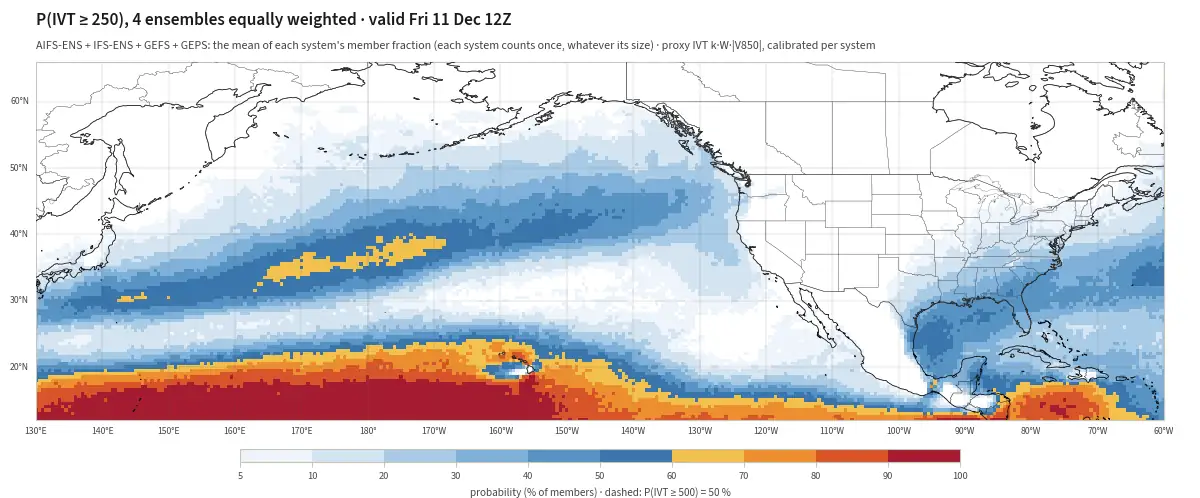 P(IVT ≥ 250), 4 ensembles equally weighted · valid Fri 11 Dec 12Z
AIFS-ENS + IFS-ENS + GEFS + GEPS: the mean of each system's member fraction (each system counts once, whatever its size) · proxy IVT k·W·|V850|, calibrated per system
60°N
50°N
40°N
30°N
20°N
130°E 140°E 150°E 160°E 170°E 180° 170°W 160°W 150°W 140°W 130°W 120°W 110°W 100°W 90°W 80°W 70°W 60°W
5 10 20 30 40 50 60 70 80 90 100
probability (% of members) · dashed: P(IVT ≥ 500) = 50 %